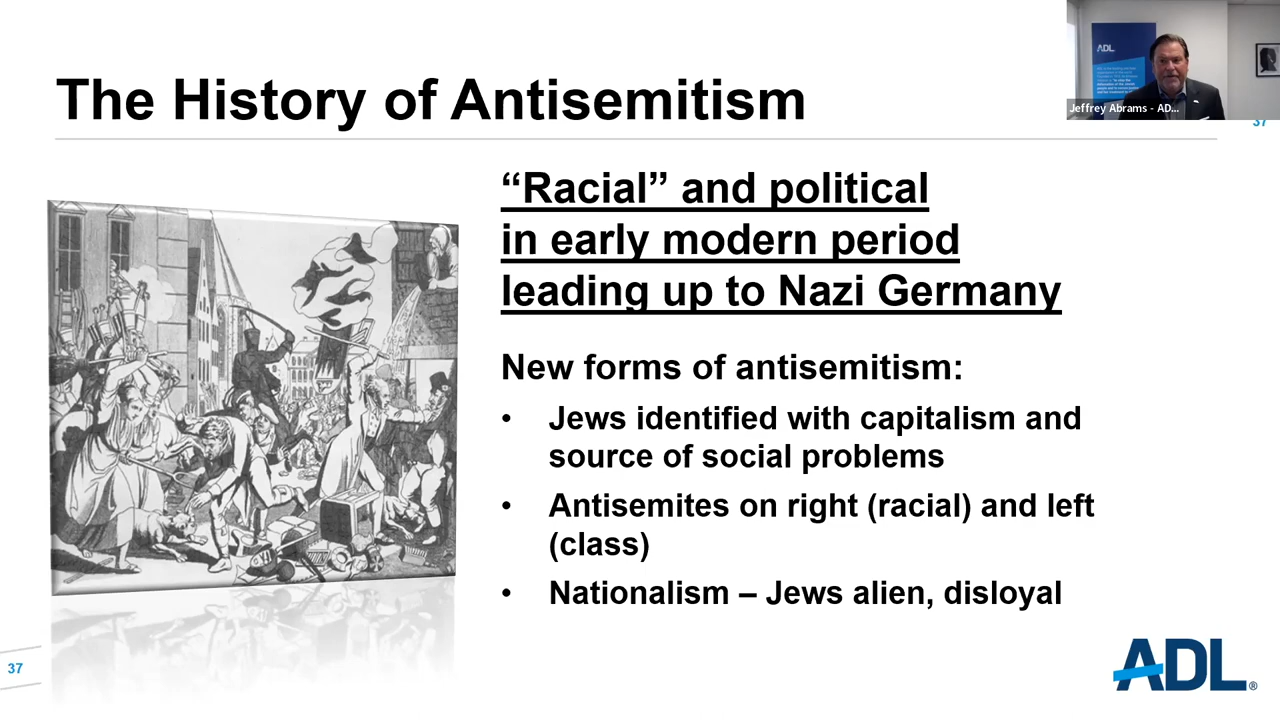 The History of Antisemitism
ADL
Jeffrey Abrams - AD...
37
“Racial” and political
in early modern period
leading up to Nazi Germany
New forms of antisemitism:
• Jews identified with capitalism and
source of social problems
• Antisemites on right (racial) and left
(class)
• Nationalism – Jews alien, disloyal
37
ADL®